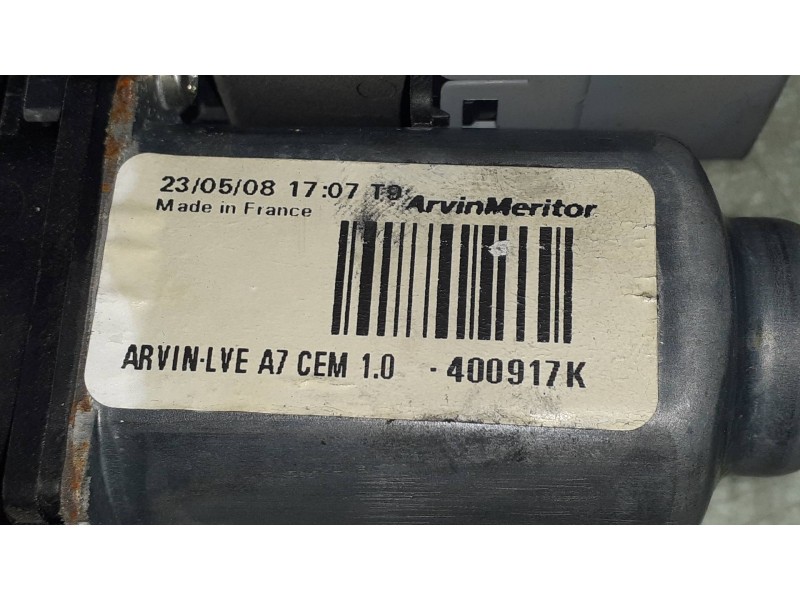 23/05/08 17:07 T9
ArvinMeritor
Made in France
ARVIN-LVE A7 CEM 1.0 - 400917K